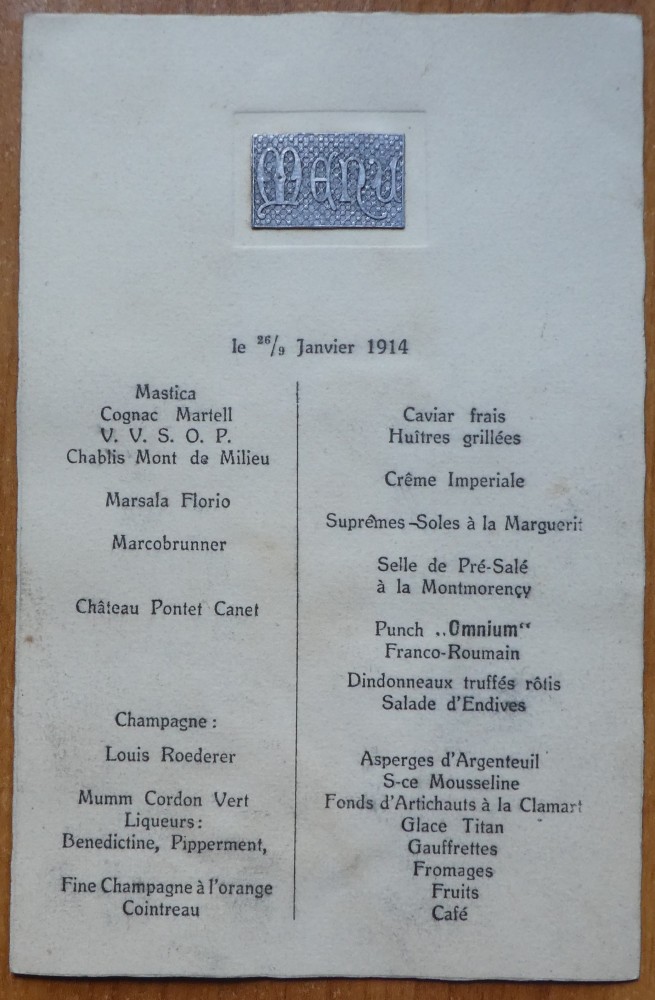 Menu
le 26/9 Janvier 1914
Mastica
Cognac Martell
V. V. S. O. P.
Chablis Mont de Milieu
Marsala Florio
Marcobrunner
Château Pontet Canet
Champagne :
Louis Roederer
Mumm Cordon Vert
Liqueurs :
Benedictine, Pipperment,
Fine Champagne à l'orange
Cointreau
Caviar frais
Huîtres grillées
Crême Imperiale
Suprêmes-Soles à la Marguerit
Selle de Pré-Salé
à la Montmorençy
Punch „Omnium“
Franco-Roumain
Dindonneaux truffés rôtis
Salade d'Endives
Asperges d'Argenteuil
S-ce Mousseline
Fonds d'Artichauts à la Clamart
Glace Titan
Gauffrettes
Fromages
Fruits
Café